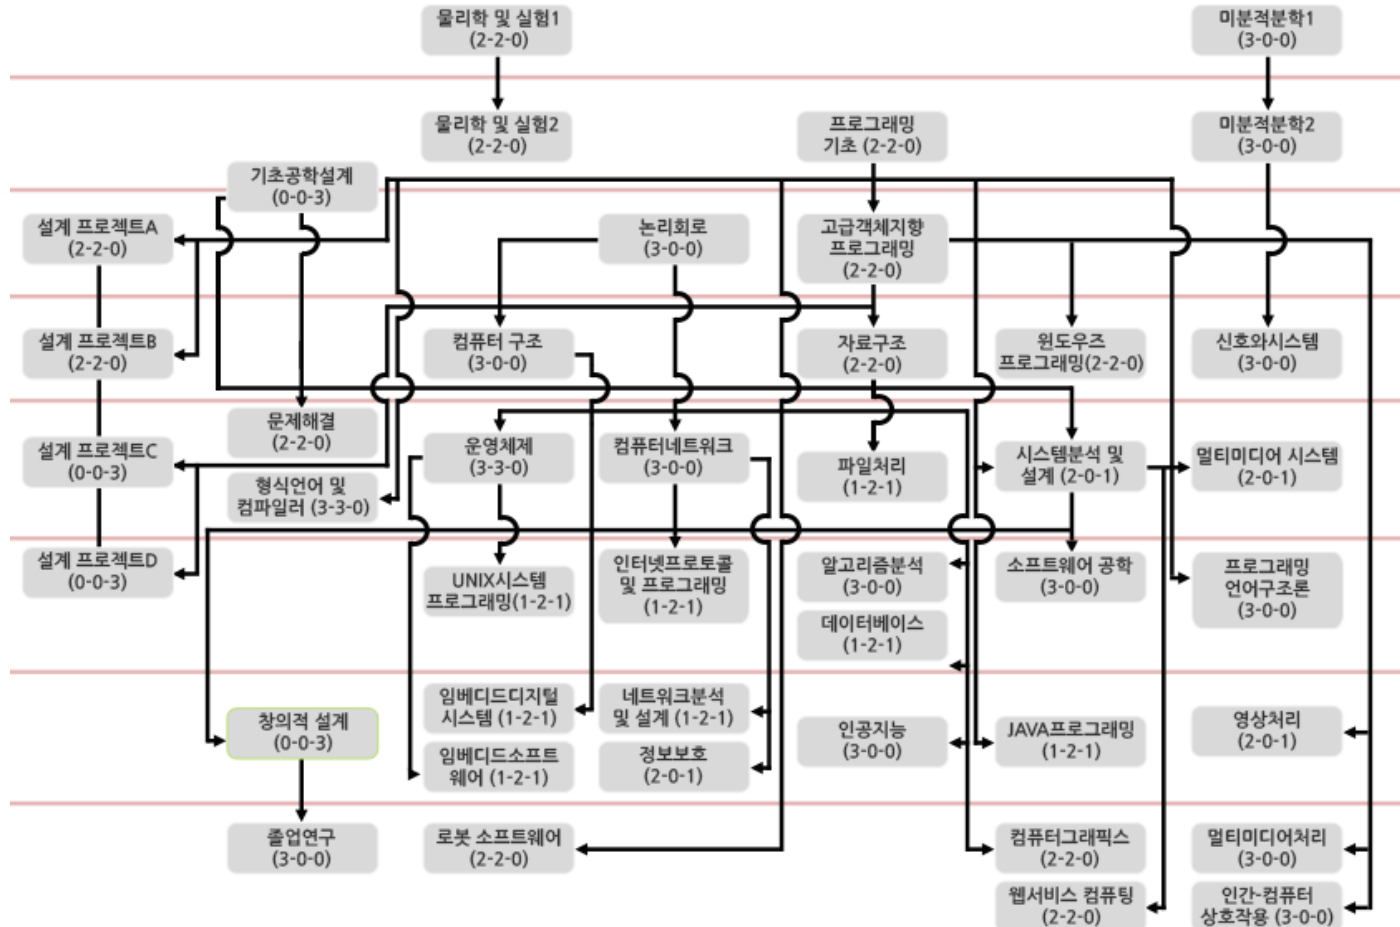 물리학 및 실험1
(2-2-0)
미분적분학1
(3-0-0)
물리학 및 실험2
(2-2-0)
프로그래밍
기초 (2-2-0)
미분적분학2
(3-0-0)
기초공학설계
(0-0-3)
설계 프로젝트A
(2-2-0)
논리회로
(3-0-0)
고급객체지향
프로그래밍
(2-2-0)
설계 프로젝트B
(2-2-0)
컴퓨터 구조
(3-0-0)
자료구조
(2-2-0)
윈도우즈
프로그래밍(2-2-0)
신호와시스템
(3-0-0)
문제해결
(2-2-0)
설계 프로젝트C
(0-0-3)
운영체제
(3-3-0)
컴퓨터네트워크
(3-0-0)
파일처리
(1-2-1)
시스템분석 및
설계 (2-0-1)
멀티미디어 시스템
(2-0-1)
형식언어 및
컴파일러 (3-3-0)
설계 프로젝트D
(0-0-3)
UNIX시스템
프로그래밍(1-2-1)
인터넷프로토콜
및 프로그래밍
(1-2-1)
알고리즘분석
(3-0-0)
소프트웨어 공학
(3-0-0)
프로그래밍
언어구조론
(3-0-0)
데이터베이스
(1-2-1)
창의적 설계
(0-0-3)
임베디드디지털
시스템 (1-2-1)
네트워크분석
및 설계 (1-2-1)
인공지능
(3-0-0)
JAVA프로그래밍
(1-2-1)
영상처리
(2-0-1)
임베디드소프트
웨어 (1-2-1)
정보보호
(2-0-1)
졸업연구
(3-0-0)
로봇 소프트웨어
(2-2-0)
컴퓨터그래픽스
(2-2-0)
멀티미디어처리
(3-0-0)
웹서비스 컴퓨팅
(2-2-0)
인간-컴퓨터
상호작용 (3-0-0)